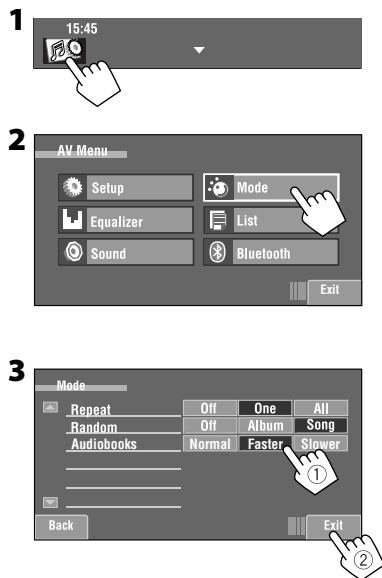 1
15:45
2
AV Menu
Setup
Mode
Equalizer
List
Sound
Bluetooth
Exit
3
Mode
Repeat Off One All
Random Off Album Song
Audiobooks Normal Faster Slower
①
Back
Exit
②